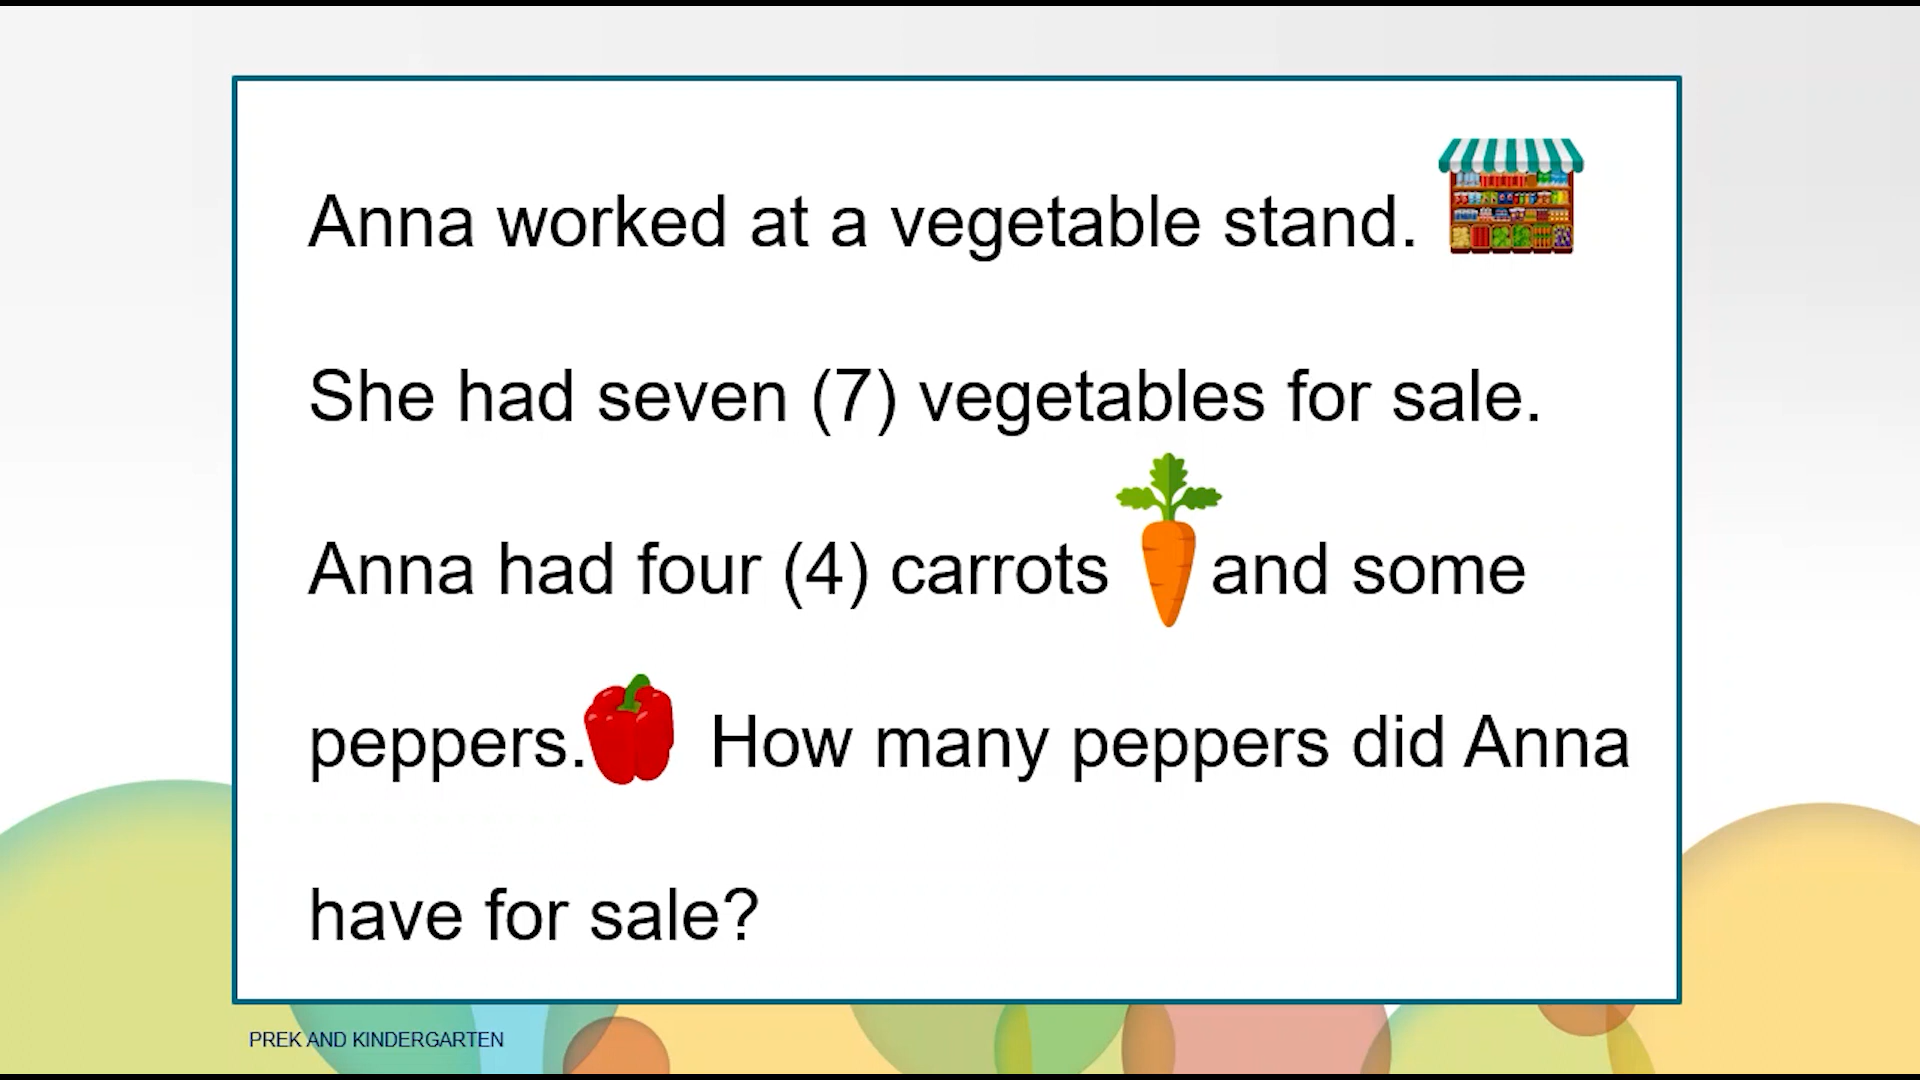 Anna worked at a vegetable stand.
She had seven (7) vegetables for sale.
Anna had four (4) carrots and some
peppers. How many peppers did Anna
have for sale?
PREK AND KINDERGARTEN